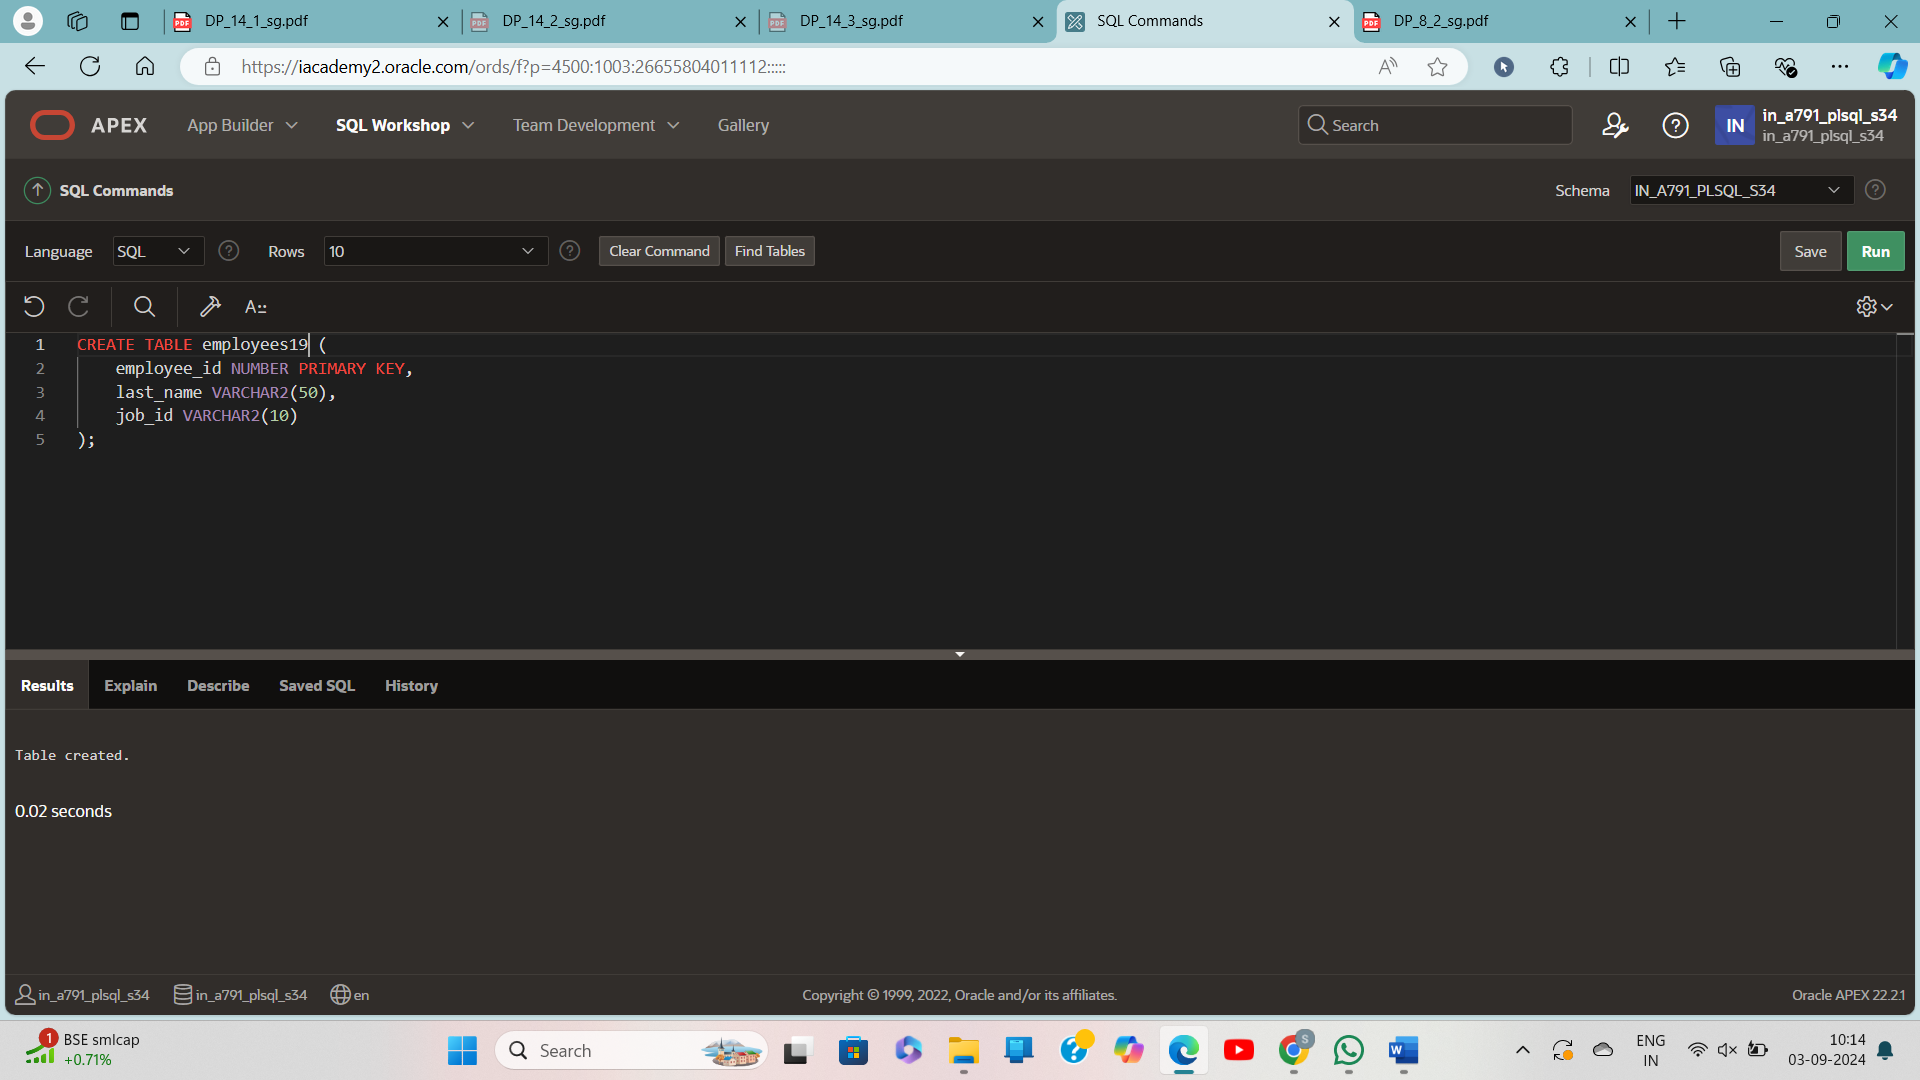 DP_14_1_sg.pdf
DP_14_2_sg.pdf
DP_14_3_sg.pdf
SQL Commands
DP_8_2_sg.pdf
https://iacademy2.oracle.com/ords/f?p=4500:1003:26655804011112:::::
APEX
App Builder
SQL Workshop
Team Development
Gallery
Search
IN
in_a791_plsql_s34
in_a791_plsql_s34
SQL Commands
Schema
IN_A791_PLSQL_S34
Language
SQL
Rows
10
Clear Command
Find Tables
Save
Run
1 CREATE TABLE employees19 (
2 employee_id NUMBER PRIMARY KEY,
3 last_name VARCHAR2(50),
4 job_id VARCHAR2(10)
5 );
Results
Explain
Describe
Saved SQL
History
Table created.
0.02 seconds
in_a791_plsql_s34
in_a791_plsql_s34
en
Copyright © 1999, 2022, Oracle and/or its affiliates.
Oracle APEX 22.2.1
1
BSE smlcap
+0.71%
Search
S
W
ENG
IN
10:14
03-09-2024